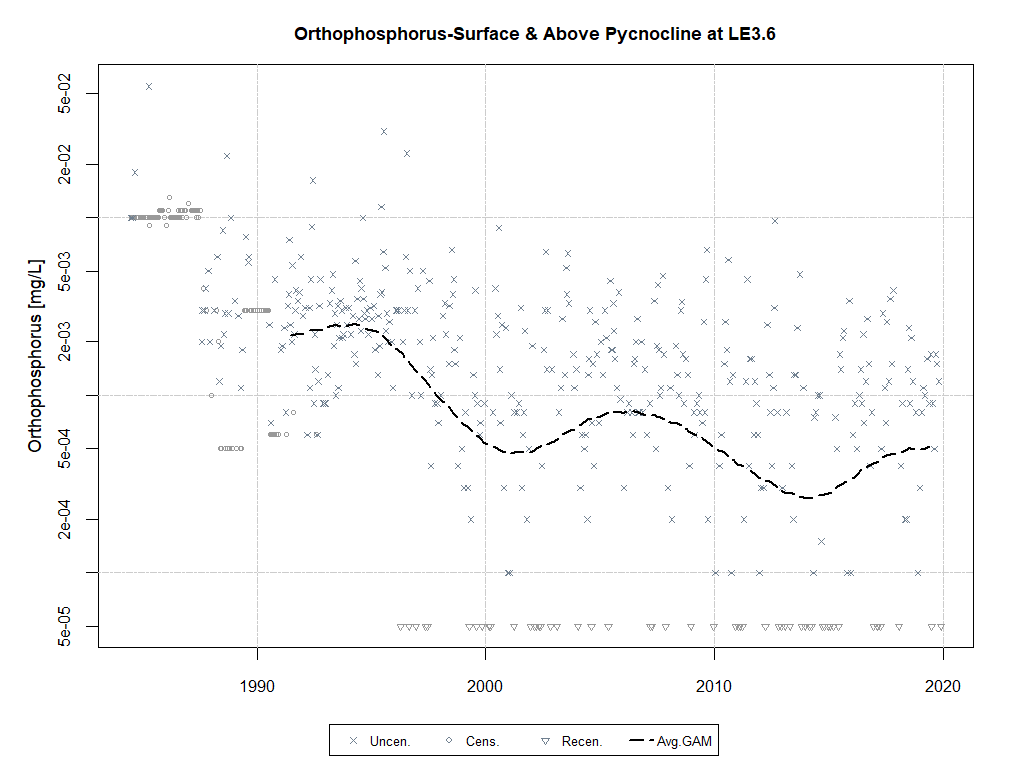 Orthophosphorus-Surface & Above Pycnocline at LE3.6
Orthophosphorus [mg/L]
5e-02
2e-02
5e-03
2e-03
5e-04
2e-04
5e-05
1990 2000 2010 2020
Uncen. Cens. Recen. Avg.GAM